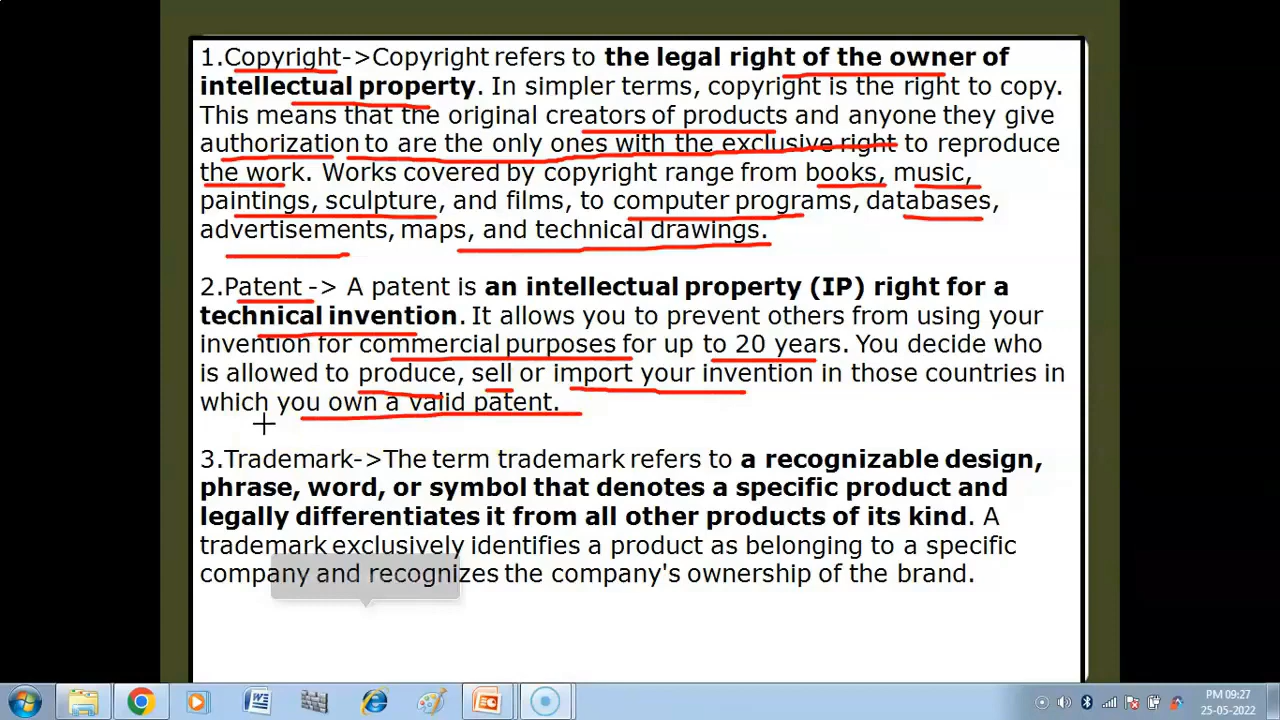 1.Copyright->Copyright refers to the legal right of the owner of
intellectual property. In simpler terms, copyright is the right to copy.
This means that the original creators of products and anyone they give
authorization to are the only ones with the exclusive right to reproduce
the work. Works covered by copyright range from books, music,
paintings, sculpture, and films, to computer programs, databases,
advertisements, maps, and technical drawings.
2.Patent -> A patent is an intellectual property (IP) right for a
technical invention. It allows you to prevent others from using your
invention for commercial purposes for up to 20 years. You decide who
is allowed to produce, sell or import your invention in those countries in
which you own a valid patent.
3.Trademark->The term trademark refers to a recognizable design,
phrase, word, or symbol that denotes a specific product and
legally differentiates it from all other products of its kind. A
trademark exclusively identifies a product as belonging to a specific
company and recognizes the company's ownership of the brand.
PM 09:27
25-05-2022